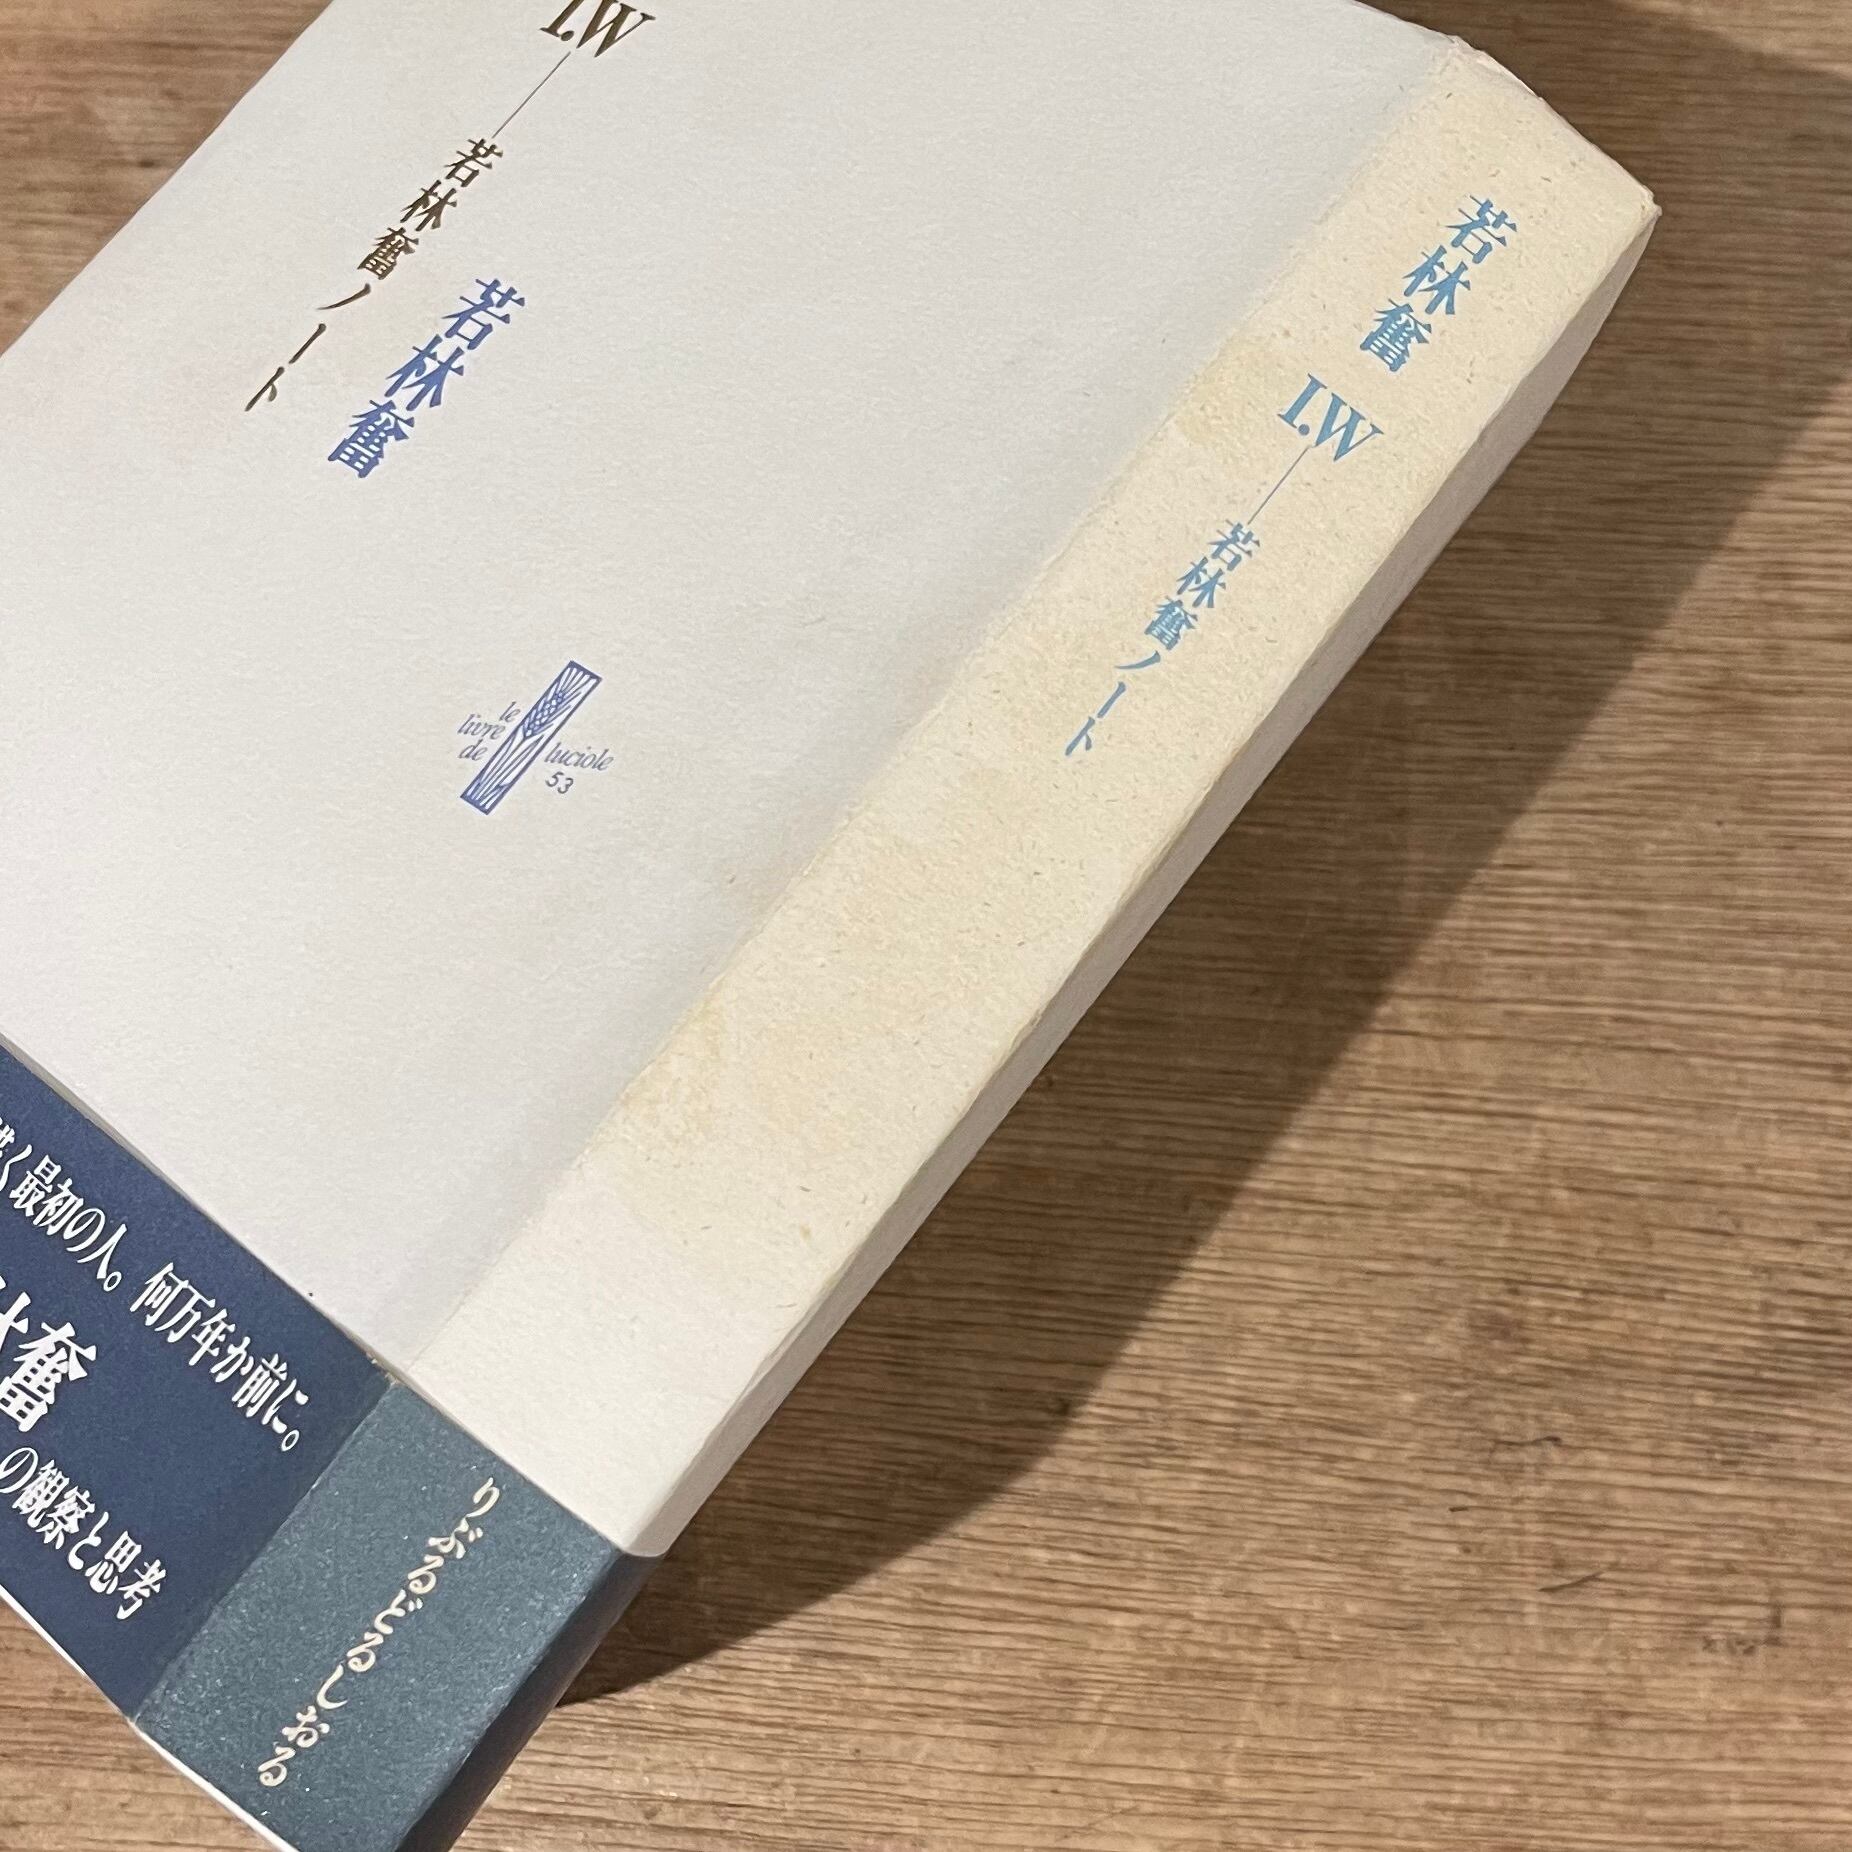 I.W——若林奮ノート
若林奮
le
livre
de
luciole
53
若林奮 I.W——若林奮ノート
りぶるどるしおる
く最初の人。何万年か前に。
奮
の観察と思考